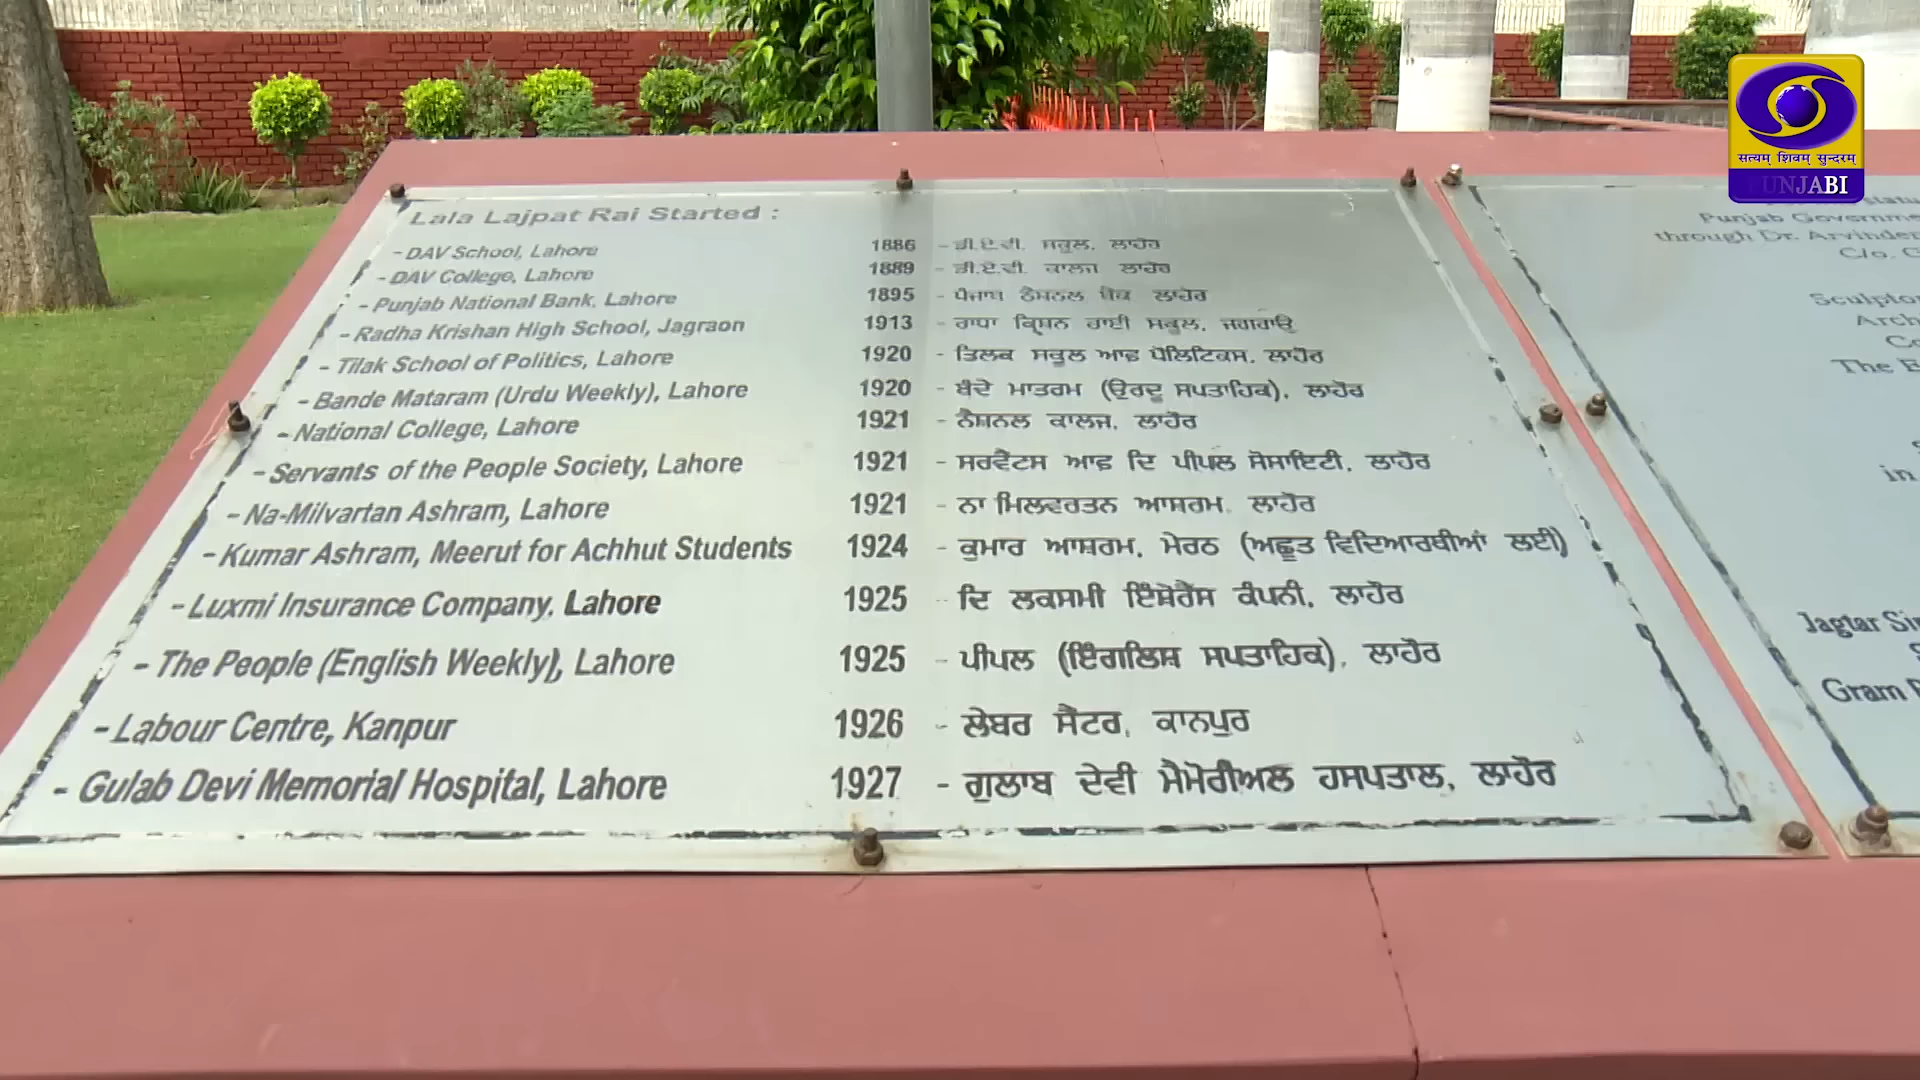 सत्यम् शिवम् सुन्दरम्
PUNJABI
Lala Lajpat Rai Started :
- DAV School, Lahore 1886 - ਡੀ.ਏ.ਵੀ. ਸਕੂਲ, ਲਾਹੌਰ
- DAV College, Lahore 1889 - ਡੀ.ਏ.ਵੀ. ਕਾਲਜ ਲਾਹੌਰ
- Punjab National Bank, Lahore 1895 - ਪੰਜਾਬ ਨੈਸ਼ਨਲ ਬੈਂਕ ਲਾਹੌਰ
- Radha Krishan High School, Jagraon 1913 - ਰਾਧਾ ਕ੍ਰਿਸ਼ਨ ਹਾਈ ਸਕੂਲ, ਜਗਰਾਉਂ
- Tilak School of Politics, Lahore 1920 - ਤਿਲਕ ਸਕੂਲ ਆਫ ਪੋਲਿਟਿਕਸ, ਲਾਹੌਰ
- Bande Mataram (Urdu Weekly), Lahore 1920 - ਬੰਦੇ ਮਾਤਰਮ (ਉਰਦੂ ਸਪਤਾਹਿਕ), ਲਾਹੌਰ
- National College, Lahore 1921 - ਨੈਸ਼ਨਲ ਕਾਲਜ, ਲਾਹੌਰ
- Servants of the People Society, Lahore 1921 - ਸਰਵੈਂਟਸ ਆਫ਼ ਦਿ ਪੀਪਲ ਸੋਸਾਇਟੀ, ਲਾਹੌਰ
- Na-Milvartan Ashram, Lahore 1921 - ਨਾ ਮਿਲਵਰਤਨ ਆਸ਼ਰਮ, ਲਾਹੌਰ
- Kumar Ashram, Meerut for Achhut Students 1924 - ਕੁਮਾਰ ਆਸ਼ਰਮ, ਮੇਰਠ (ਅਛੂਤ ਵਿਦਿਆਰਥੀਆਂ ਲਈ)
- Luxmi Insurance Company, Lahore 1925 - ਦਿ ਲਕਸਮੀ ਇੰਸ਼ੋਰੈਂਸ ਕੰਪਨੀ, ਲਾਹੌਰ
- The People (English Weekly), Lahore 1925 - ਪੀਪਲ (ਇੰਗਲਿਸ਼ ਸਪਤਾਹਿਕ), ਲਾਹੌਰ
- Labour Centre, Kanpur 1926 - ਲੇਬਰ ਸੈਂਟਰ, ਕਾਨਪੁਰ
- Gulab Devi Memorial Hospital, Lahore 1927 - ਗੁਲਾਬ ਦੇਵੀ ਮੈਮੋਰੀਅਲ ਹਸਪਤਾਲ, ਲਾਹੌਰ
Punjab
through Dr. Arvinder
C/o.
The
in
Jagtar
Gram